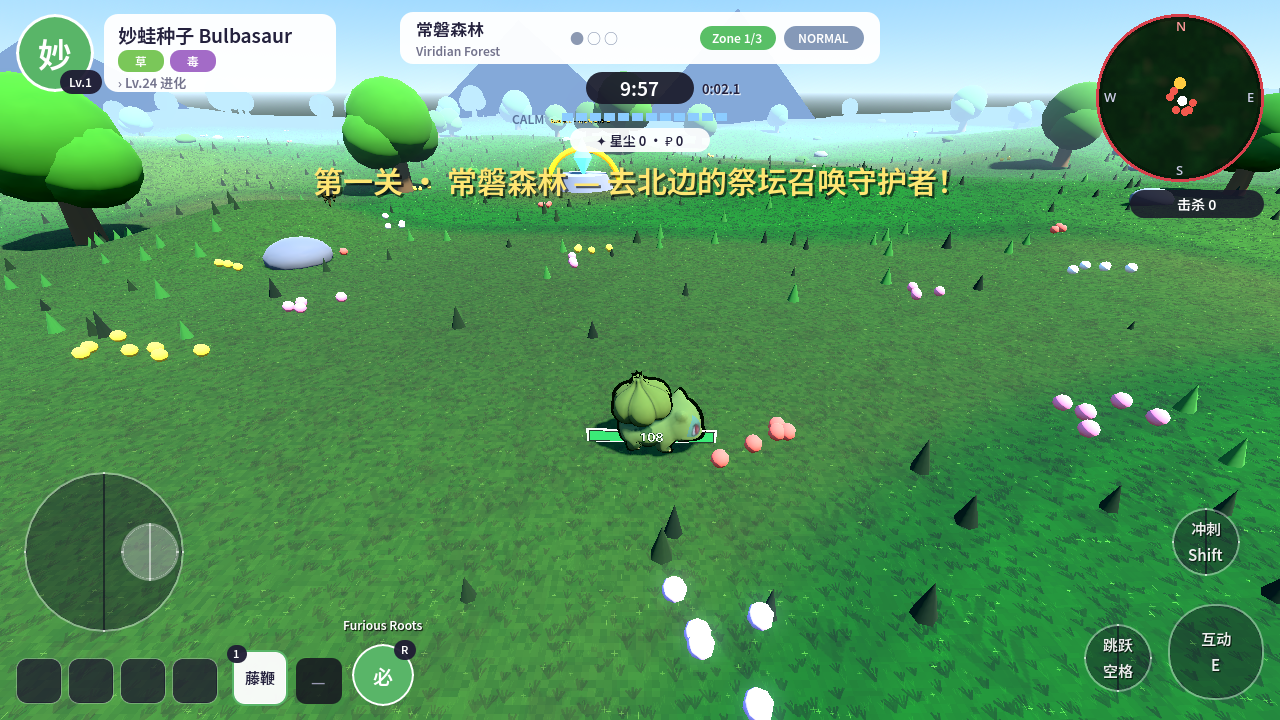 妙
Lv.1
妙蛙种子 Bulbasaur
草
毒
› Lv.24 进化
常磐森林
Viridian Forest
Zone 1/3
NORMAL
9:57
0:02.1
CALM
✦ 星尘 0 · ₽ 0
第一关
常磐森林 — 去北边的祭坛召唤守护者！
N
W
E
S
击杀 0
108
冲刺
Shift
跳跃
空格
互动
E
Furious Roots
1
藤鞭
—
R
必